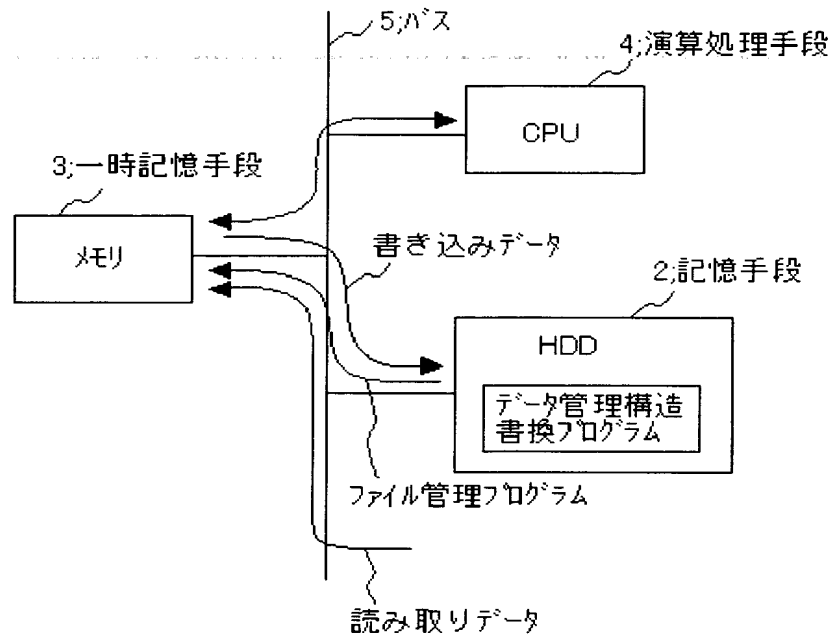 5;バス
4;演算処理手段
CPU
3;一時記憶手段
メモリ
書き込みデータ
2;記憶手段
HDD
データ管理構造
書換プログラム
ファイル管理プログラム
読み取りデータ